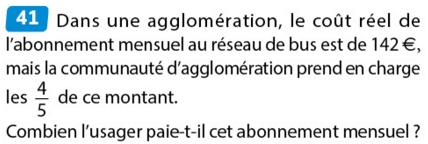 41 Dans une agglomération, le coût réel de
l'abonnement mensuel au réseau de bus est de 142 €,
mais la communauté d'agglomération prend en charge
les 4/5 de ce montant.
Combien l'usager paie-t-il cet abonnement mensuel ?